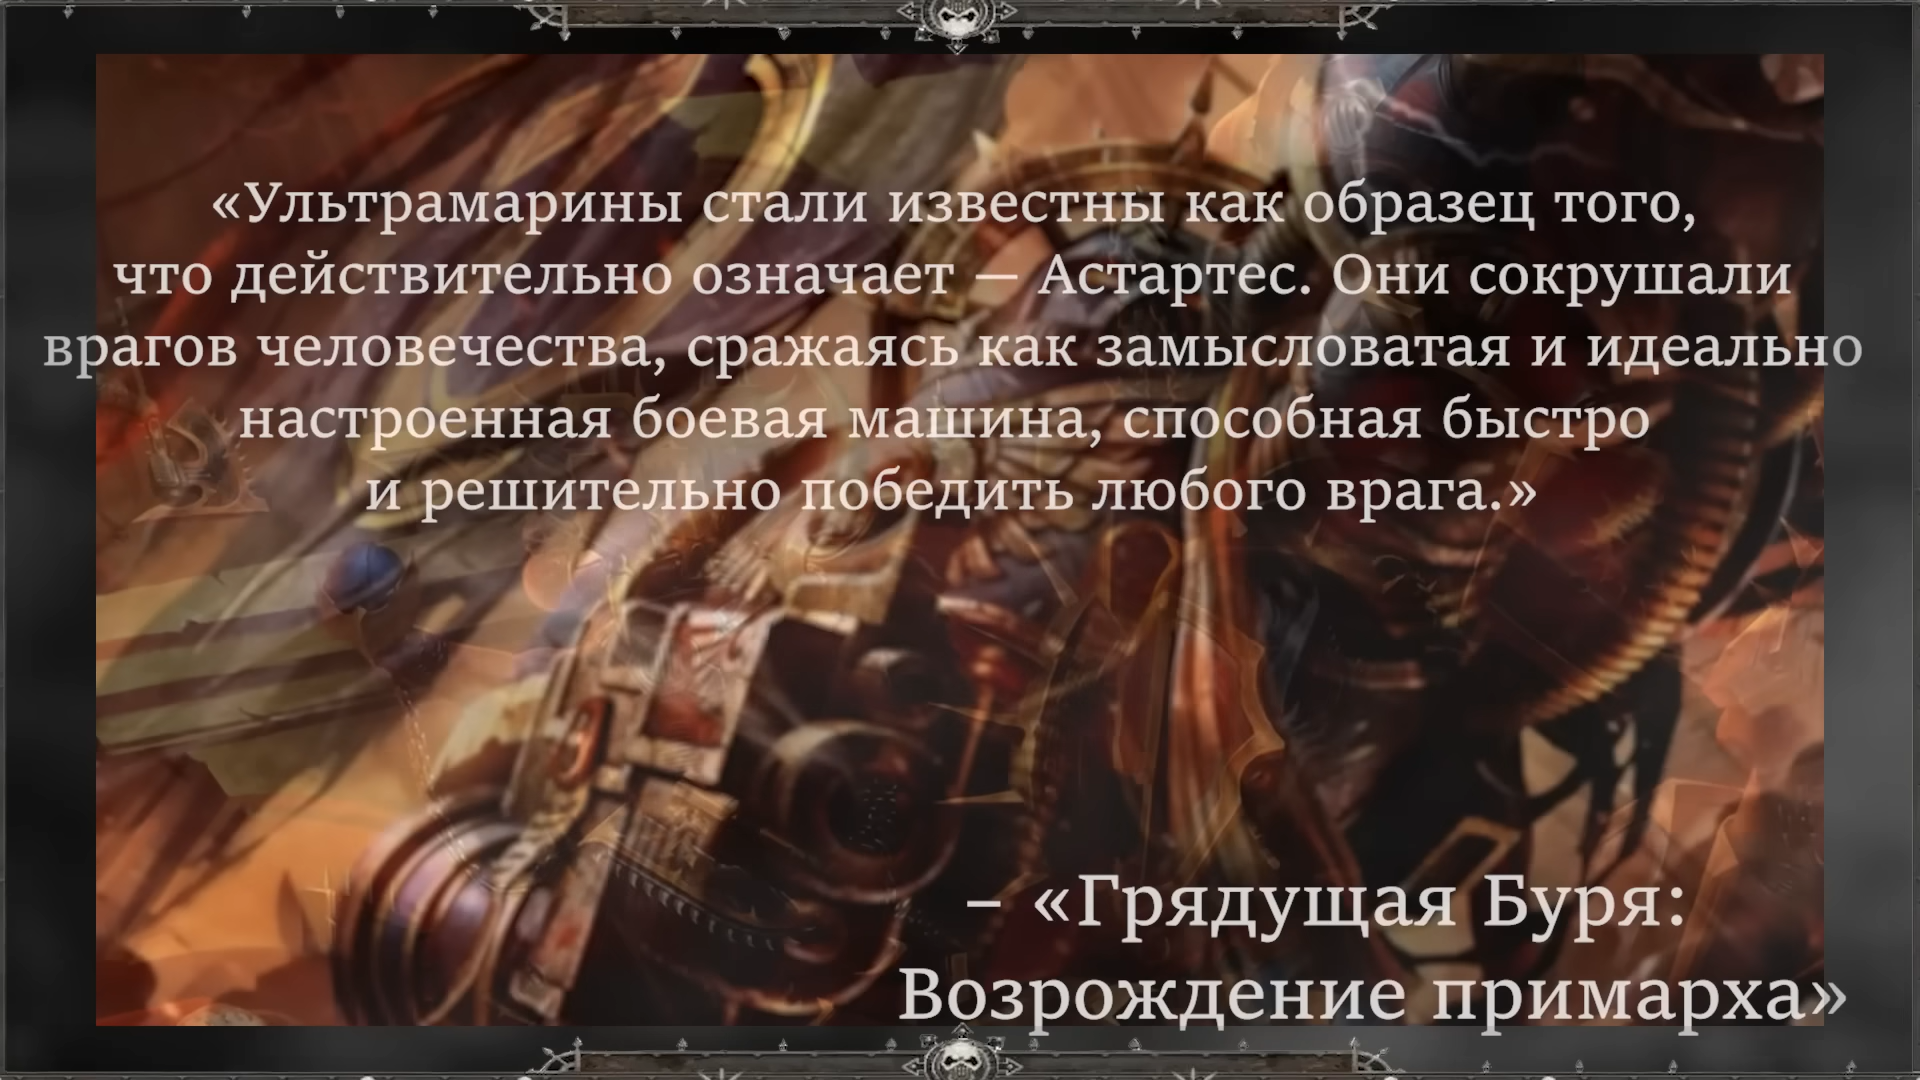 «Ультрамарины стали известны как образец того,
что действительно означает — Астартес. Они сокрушали
врагов человечества, сражаясь как замысловатая и идеально
настроенная боевая машина, способная быстро
и решительно победить любого врага.»
– «Грядущая Буря:
Возрождение примарха»